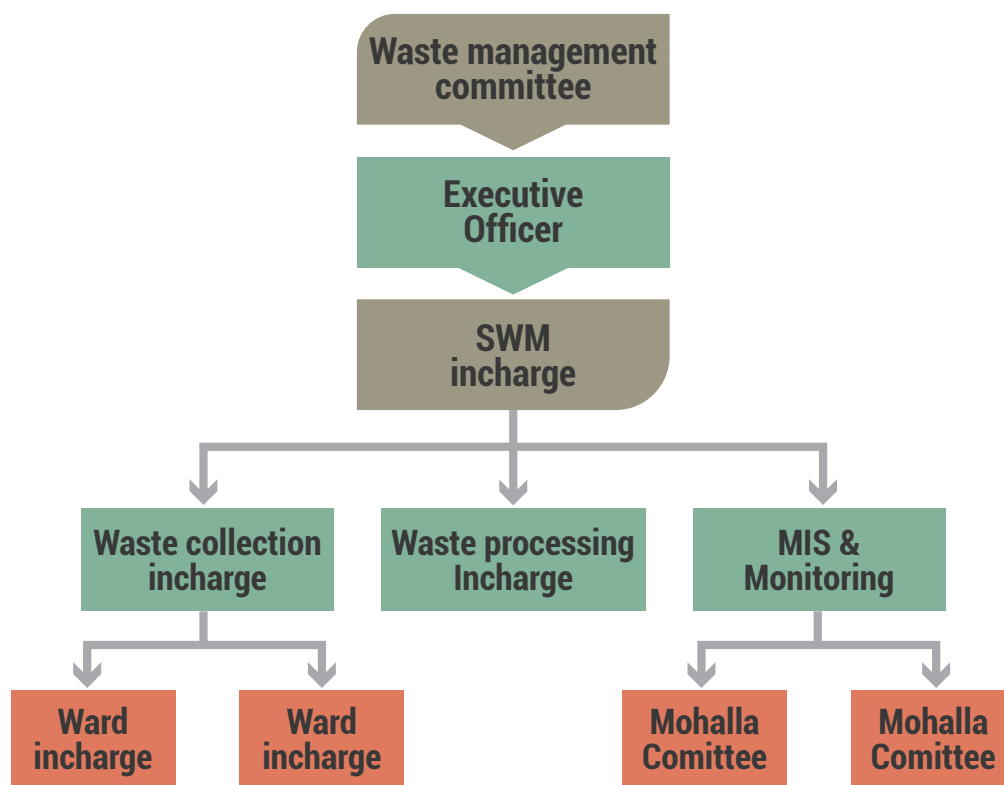 Waste management
committee
Executive
Officer
SWM
incharge
Waste collection
incharge
Waste processing
Incharge
MIS &
Monitoring
Ward
incharge
Ward
incharge
Mohalla
Comittee
Mohalla
Comittee